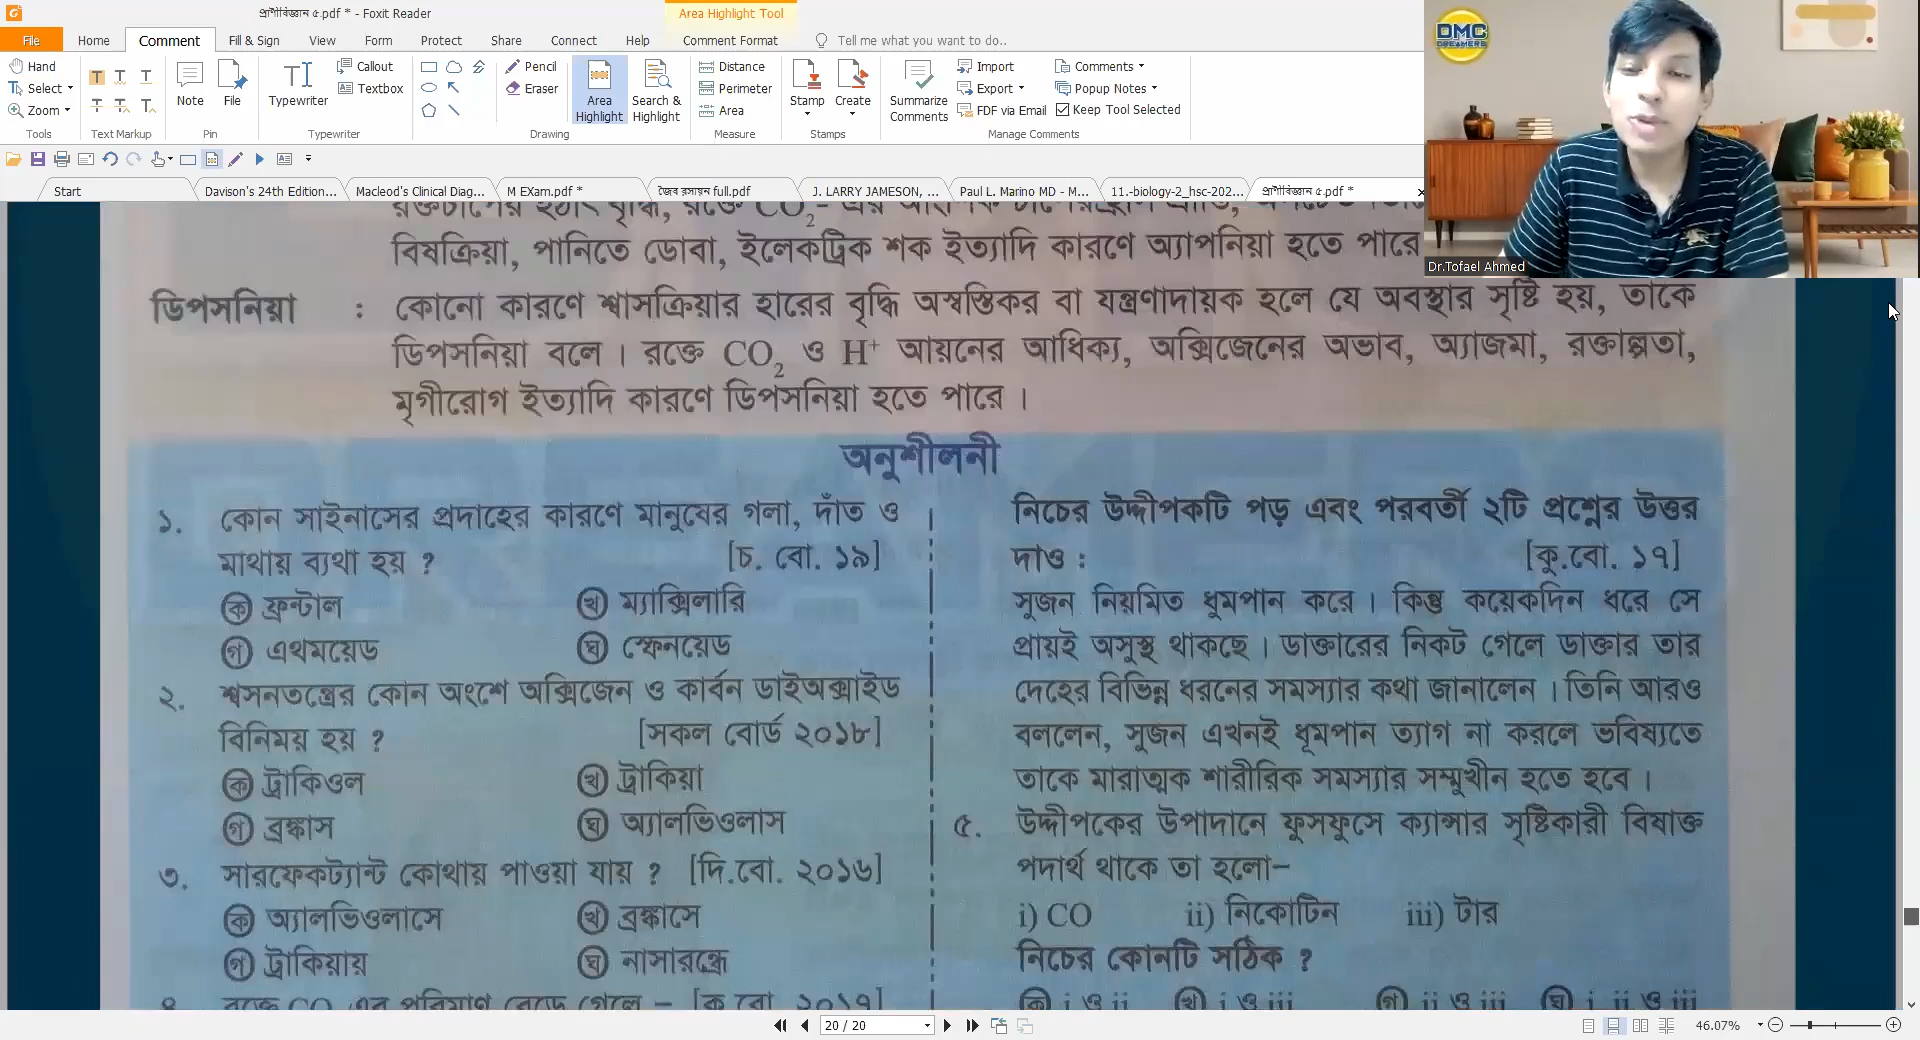 প্রাণীবিজ্ঞান ৫.pdf * - Foxit Reader
Area Highlight Tool
File Home Comment Fill & Sign View Form Protect Share Connect Help Comment Format Tell me what you want to do..
Hand
Select
Zoom
Tools
Text Markup
Note
File
Pin
Typewriter
Callout
Textbox
Typewriter
Pencil
Eraser
Area Highlight
Search & Highlight
Drawing
Distance
Perimeter
Area
Measure
Stamp
Create
Stamps
Summarize Comments
Import
Export
FDF via Email
Comments
Popup Notes
Keep Tool Selected
Manage Comments
Start Davison's 24th Edition... Macleod's Clinical Diag... M EXam.pdf * জৈব রসায়ন full.pdf J. LARRY JAMESON, ... Paul L. Marino MD - M... 11.-biology-2_hsc-202... প্রাণীবিজ্ঞান ৫.pdf *
DMC
DREAMERS
Dr.Tofael Ahmed
বিষক্রিয়া, পানিতে ডোবা, ইলেকট্রিক শক ইত্যাদি কারণে অ্যাপনিয়া হতে পারে
ডিপসনিয়া : কোনো কারণে শ্বাসক্রিয়ার হারের বৃদ্ধি অস্বস্তিকর বা যন্ত্রণাদায়ক হলে যে অবস্থার সৃষ্টি হয়, তাকে
ডিপসনিয়া বলে। রক্তে CO₂ ও H⁺ আয়নের আধিক্য, অক্সিজেনের অভাব, অ্যাজমা, রক্তাল্পতা,
মৃগীরোগ ইত্যাদি কারণে ডিপসনিয়া হতে পারে।
অনুশীলনী
১. কোন সাইনাসের প্রদাহের কারণে মানুষের গলা, দাঁত ও
মাথায় ব্যথা হয় ? [চ. বো. ১৯]
ক ফ্রন্টাল খ ম্যাক্সিলারি
গ এথময়েড ঘ স্ফেনয়েড
২. শ্বসনতন্ত্রের কোন অংশে অক্সিজেন ও কার্বন ডাইঅক্সাইড
বিনিময় হয় ? [সকল বোর্ড ২০১৮]
ক ট্রাকিওল খ ট্রাকিয়া
গ ব্রঙ্কাস ঘ অ্যালভিওলাস
৩. সারফেকট্যান্ট কোথায় পাওয়া যায় ? [দি.বো. ২০১৬]
ক অ্যালভিওলাসে খ ব্রঙ্কাসে
গ ট্রাকিয়ায় ঘ নাসারন্ধ্রে
নিচের উদ্দীপকটি পড় এবং পরবর্তী ২টি প্রশ্নের উত্তর
দাও : [কু.বো. ১৭]
সুজন নিয়মিত ধুমপান করে। কিন্তু কয়েকদিন ধরে সে
প্রায়ই অসুস্থ থাকছে। ডাক্তারের নিকট গেলে ডাক্তার তার
দেহের বিভিন্ন ধরনের সমস্যার কথা জানালেন। তিনি আরও
বললেন, সুজন এখনই ধূমপান ত্যাগ না করলে ভবিষ্যতে
তাকে মারাত্মক শারীরিক সমস্যার সম্মুখীন হতে হবে।
৫. উদ্দীপকের উপাদানে ফুসফুসে ক্যান্সার সৃষ্টিকারী বিষাক্ত
পদার্থ থাকে তা হলো–
i) CO ii) নিকোটিন iii) টার
নিচের কোনটি সঠিক ?
ক i ও ii খ i ও iii গ ii ও iii ঘ i, ii ও iii
20 / 20
46.07%